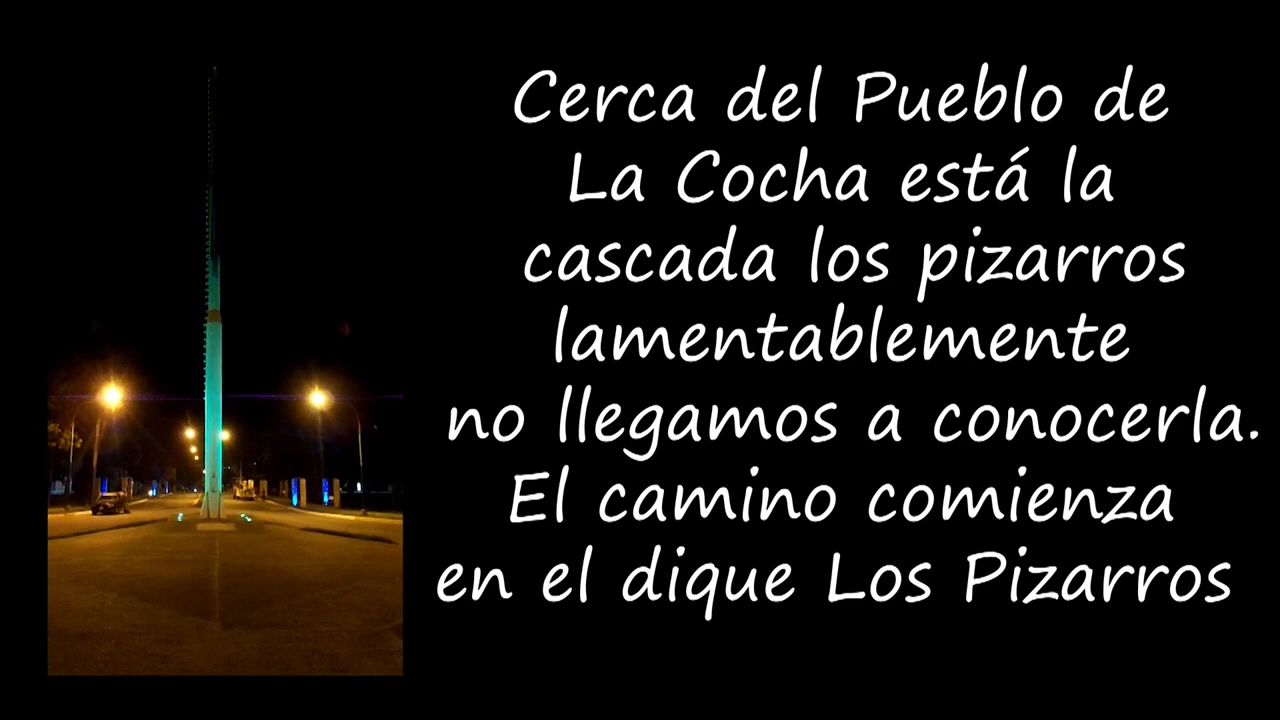 Cerca del Pueblo de
La Cocha está la
cascada los pizarros
lamentablemente
no llegamos a conocerla.
El camino comienza
en el dique Los Pizarros